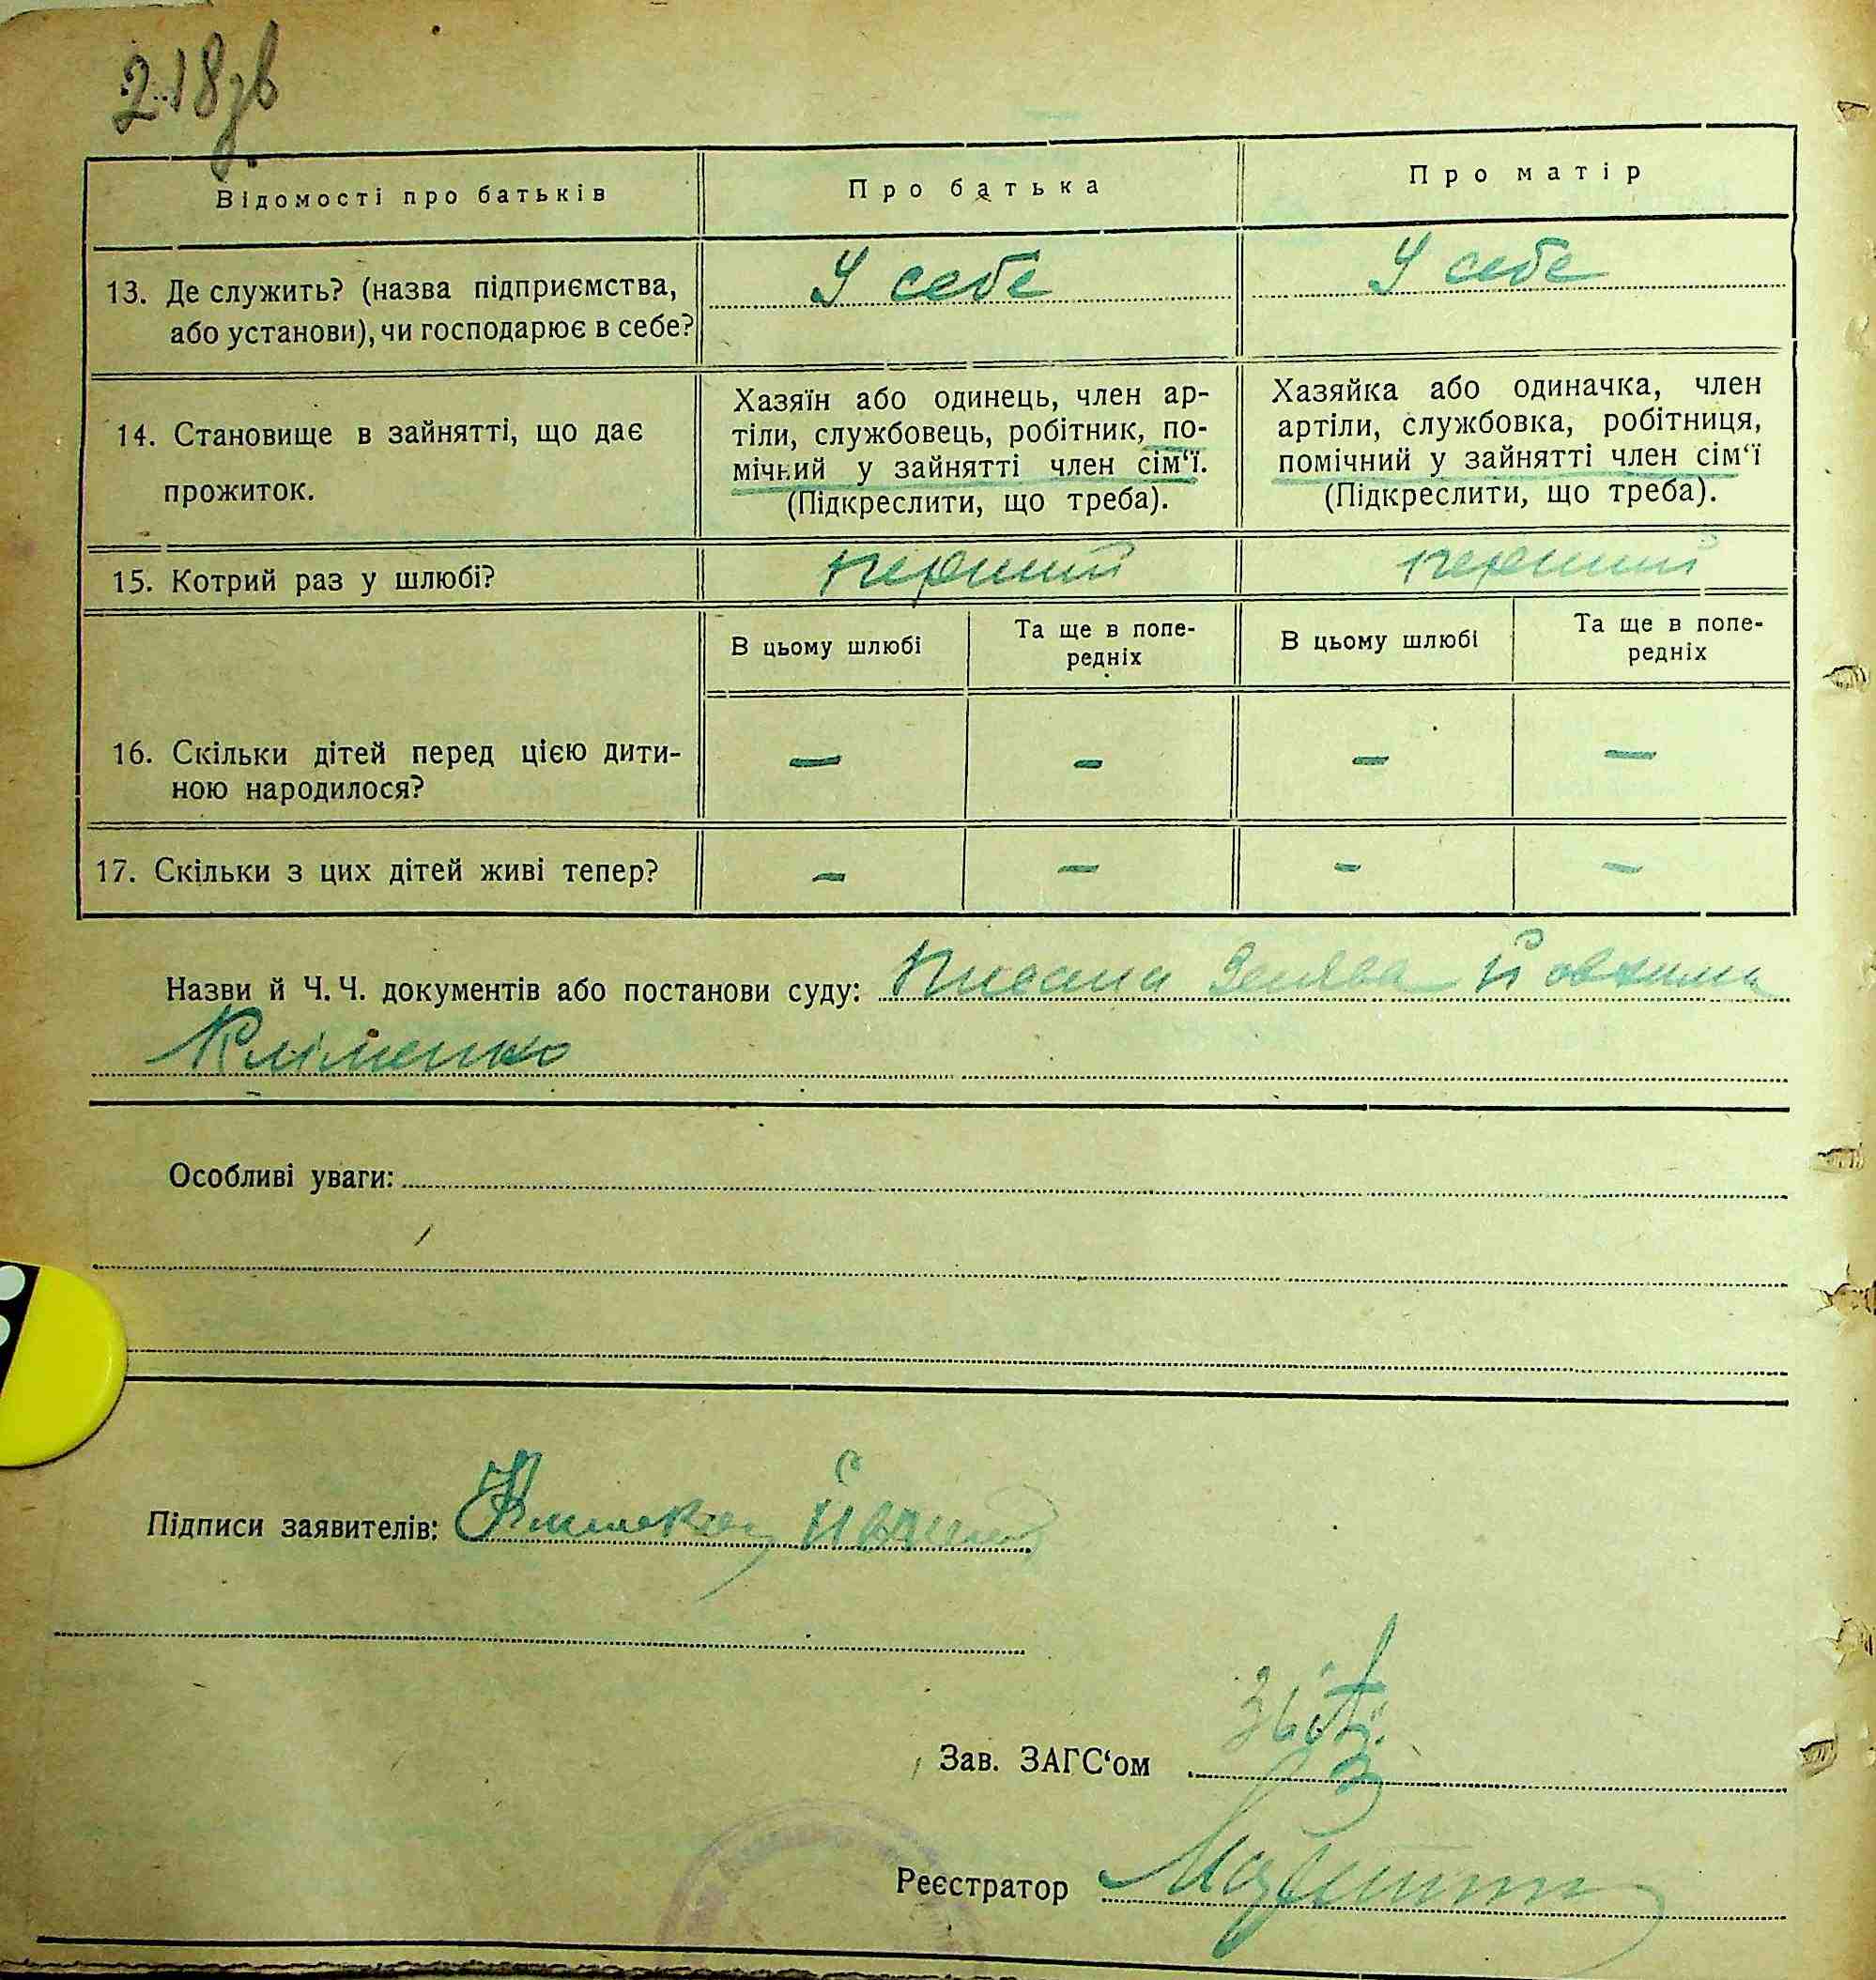 218зв
Відомості про батьків
Про батька
Про матір
13. Де служить? (назва підприємства,
або установи), чи господарює в себе?
У себе
У себе
14. Становище в зайнятті, що дає
прожиток.
Хазяїн або одинець, член ар-
тіли, службовець, робітник, по-
мічний у зайнятті член сім‘ї.
(Підкреслити, що треба).
Хазяйка або одиначка, член
артіли, службовка, робітниця,
помічний у зайнятті член сім‘ї
(Підкреслити, що треба).
15. Котрий раз у шлюбі?
перший
перший
В цьому шлюбі
Та ще в попе-
редніх
В цьому шлюбі
Та ще в попе-
редніх
16. Скільки дітей перед цією дити-
ною народилося?
— — — —
17. Скільки з цих дітей живі тепер?
— — — —
Назви й Ч. Ч. документів або постанови суду: Писана Заява
Кліменко
Особливі уваги:
Підписи заявителів:
Зав. ЗАГС‘ом
Реєстратор